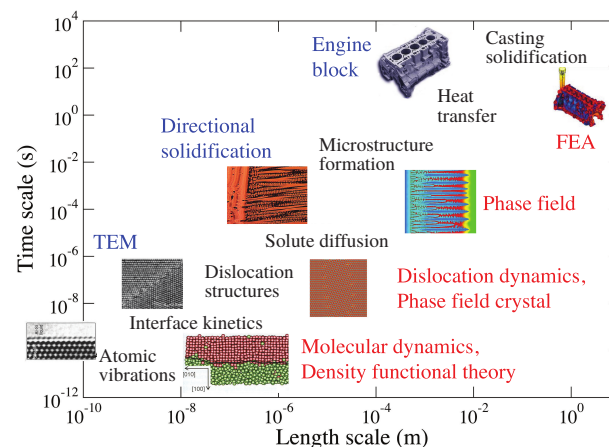 Time scale (s)
10^4
10^2
10^0
10^-2
10^-4
10^-6
10^-8
10^-12
Engine
block
Casting
solidification
Heat
transfer
FEA
Directional
solidification
Microstructure
formation
Phase field
Solute diffusion
TEM
Dislocation
structures
Dislocation dynamics,
Phase field crystal
Interface kinetics
Atomic
vibrations
[010]
[100]
Molecular dynamics,
Density functional theory
10^-10
10^-8
10^-6
10^-4
10^-2
10^0
Length scale (m)